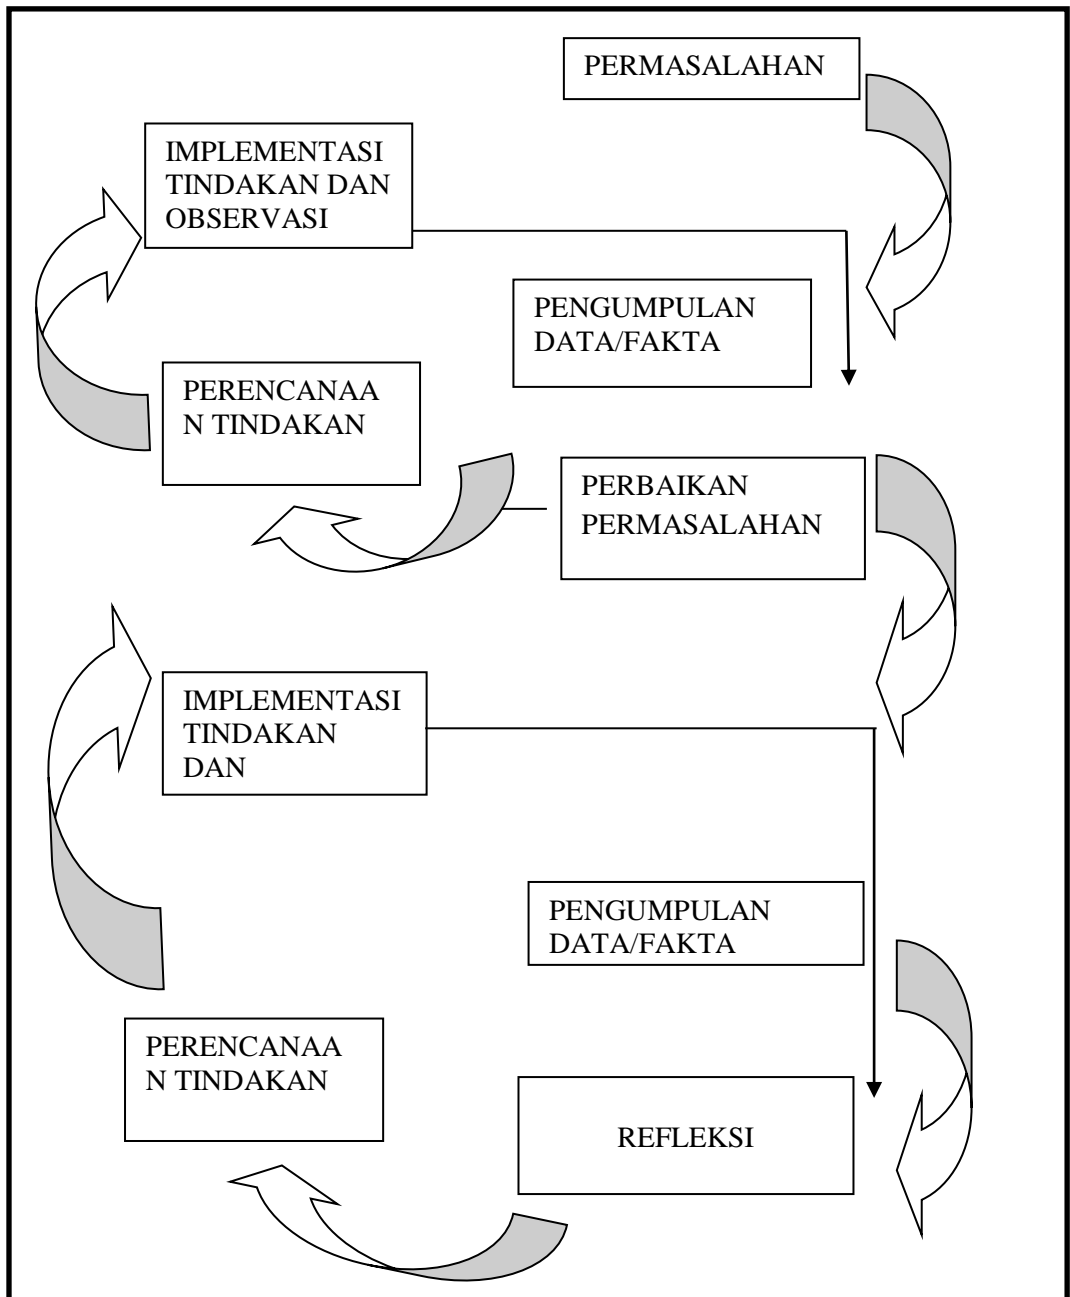 PERMASALAHAN
IMPLEMENTASI
TINDAKAN DAN
OBSERVASI
PENGUMPULAN
DATA/FAKTA
PERENCANAA
N TINDAKAN
PERBAIKAN
PERMASALAHAN
IMPLEMENTASI
TINDAKAN
DAN
PENGUMPULAN
DATA/FAKTA
PERENCANAA
N TINDAKAN
REFLEKSI